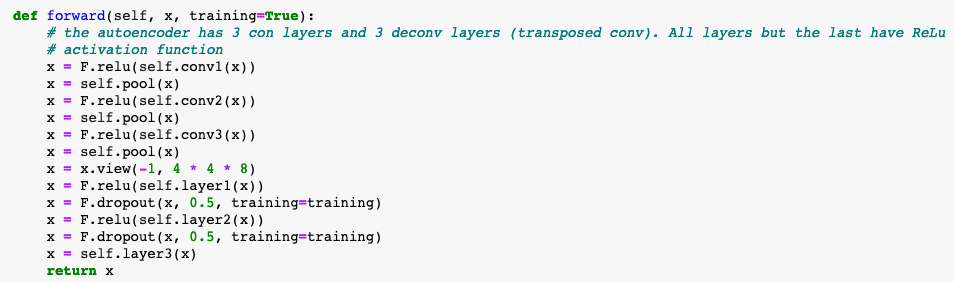 def forward(self, x, training=True):
    # the autoencoder has 3 con layers and 3 deconv layers (transposed conv). All layers but the last have ReLu
    # activation function
    x = F.relu(self.conv1(x))
    x = self.pool(x)
    x = F.relu(self.conv2(x))
    x = self.pool(x)
    x = F.relu(self.conv3(x))
    x = self.pool(x)
    x = x.view(-1, 4 * 4 * 8)
    x = F.relu(self.layer1(x))
    x = F.dropout(x, 0.5, training=training)
    x = F.relu(self.layer2(x))
    x = F.dropout(x, 0.5, training=training)
    x = self.layer3(x)
    return x